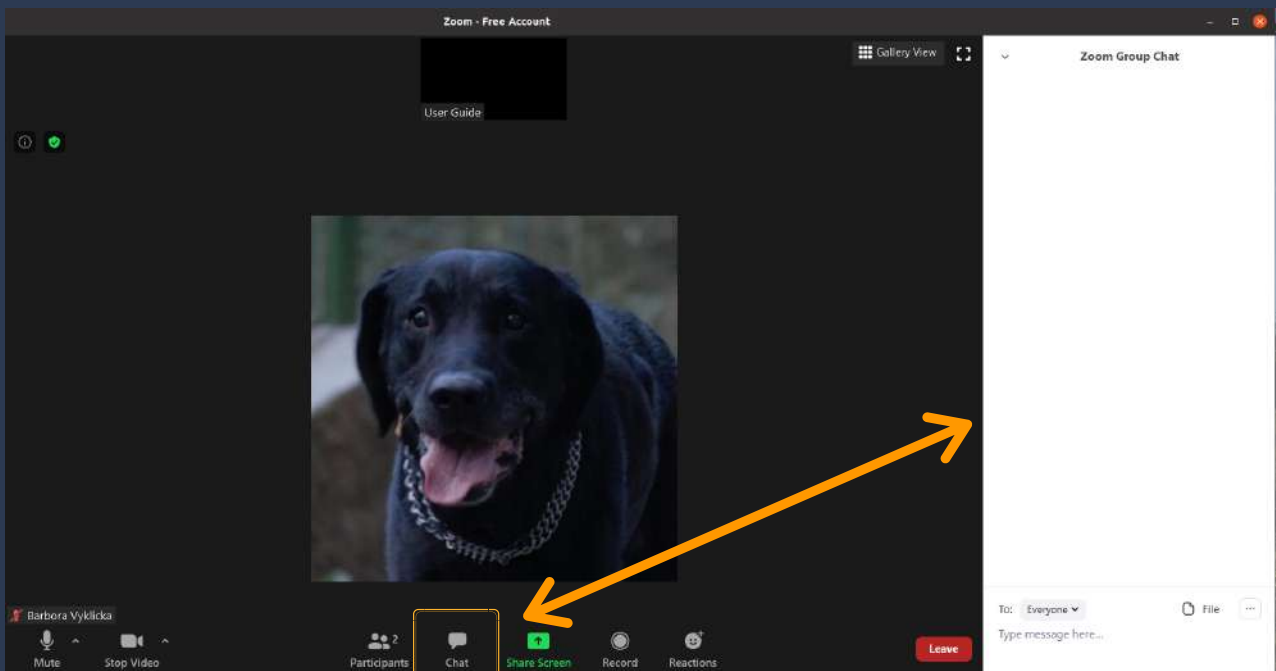 Zoom - Free Account
Gallery View
Zoom Group Chat
User Guide
Barbora Vyklicka
To: Everyone
File
Type message here...
2
Mute
Stop Video
Participants
Chat
Share Screen
Record
Reactions
Leave